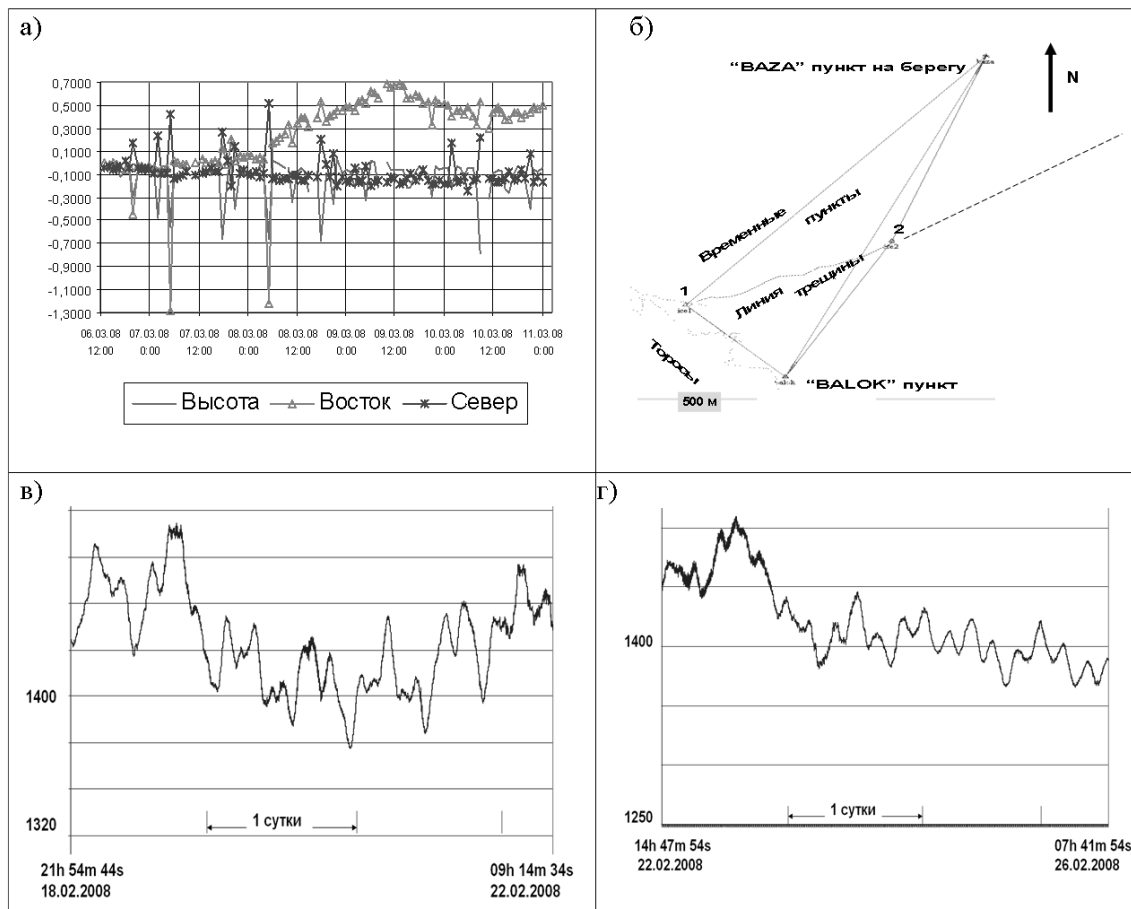 а)
0,7000
0,5000
0,3000
0,1000
-0,1000
-0,3000
-0,5000
-0,7000
-0,9000
-1,1000
-1,3000
06.03.08 07.03.08 07.03.08 08.03.08 08.03.08 09.03.08 09.03.08 10.03.08 10.03.08 11.03.08
12:00 0:00 12:00 0:00 12:00 0:00 12:00 0:00 12:00 0:00
Высота Восток Север
б)
“BAZA” пункт на берегу
baza
N
Временные пункты
2
ice2
Линия трещины
1
ice1
Торосы
balok
“BALOK” пункт
500 м
в)
1400
1320
1 сутки
21h 54m 44s
18.02.2008
09h 14m 34s
22.02.2008
г)
1400
1250
1 сутки
14h 47m 54s
22.02.2008
07h 41m 54s
26.02.2008